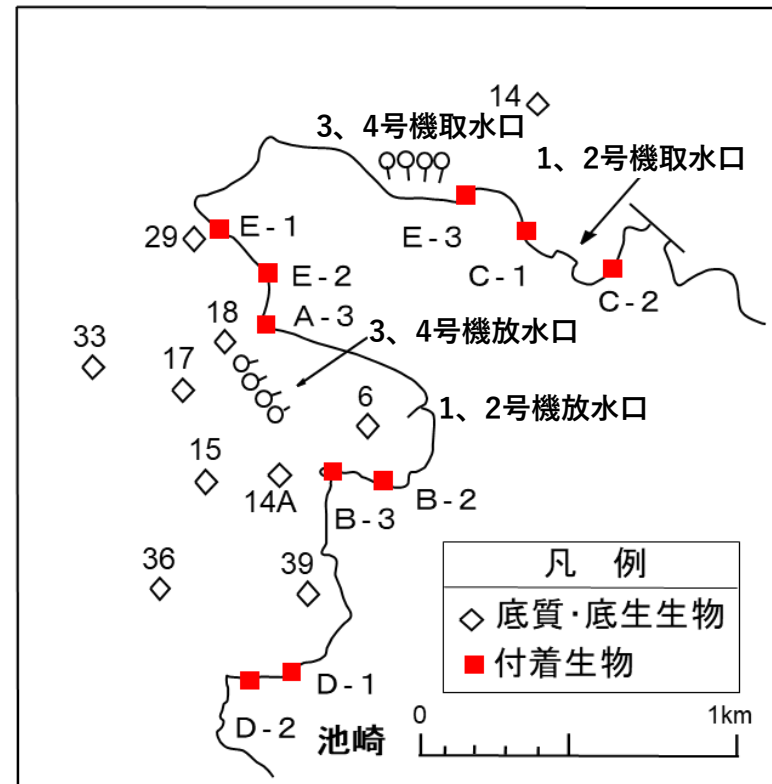 14
3、4号機取水口
1、2号機取水口
E-1
29
E-3
C-1
E-2
C-2
A-3
18
3、4号機放水口
33
17
6
1、2号機放水口
15
14A
B-2
B-3
36
39
凡 例
底質・底生生物
付着生物
D-1
D-2
池崎
0
1km